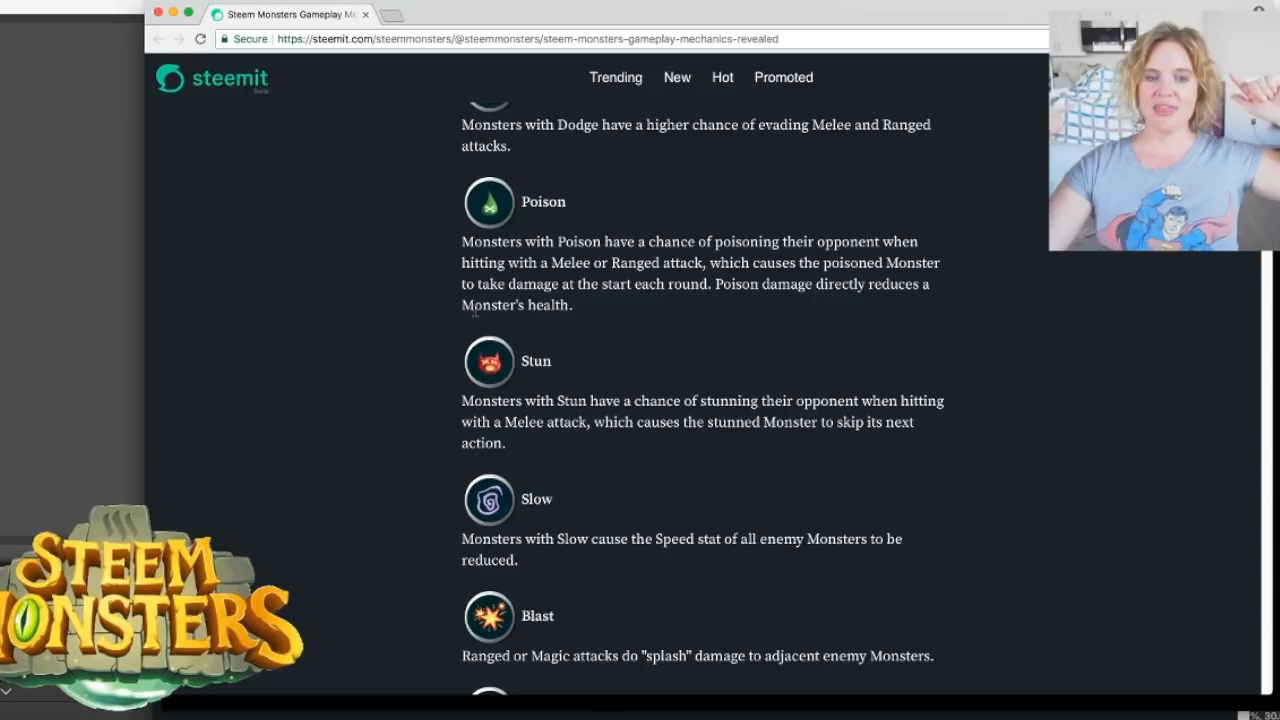 Steem Monsters Gameplay Me
Secure https://steemit.com/steemmonsters/@steemmonsters/steem-monsters-gameplay-mechanics-revealed
steemit
beta
Trending New Hot Promoted
Monsters with Dodge have a higher chance of evading Melee and Ranged
attacks.
Poison
Monsters with Poison have a chance of poisoning their opponent when
hitting with a Melee or Ranged attack, which causes the poisoned Monster
to take damage at the start each round. Poison damage directly reduces a
Monster's health.
Stun
Monsters with Stun have a chance of stunning their opponent when hitting
with a Melee attack, which causes the stunned Monster to skip its next
action.
Slow
Monsters with Slow cause the Speed stat of all enemy Monsters to be
reduced.
Blast
Ranged or Magic attacks do "splash" damage to adjacent enemy Monsters.
STEEM
MONSTERS